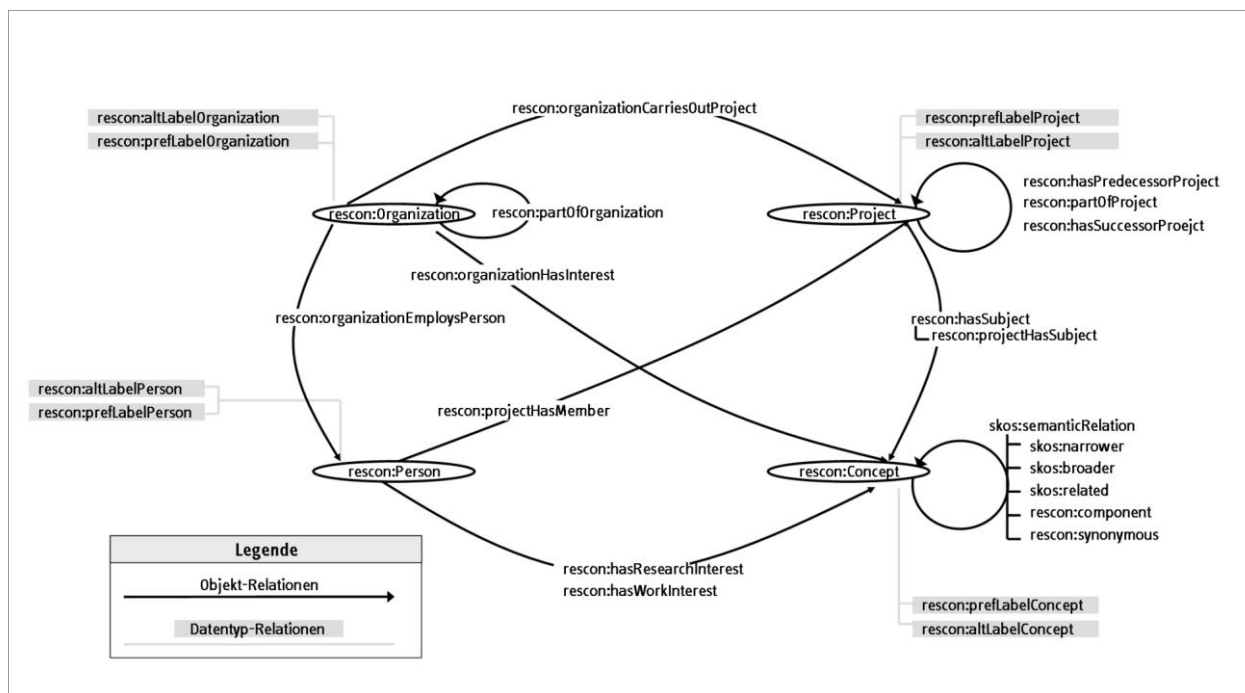 rescon:organizationCarriesOutProject
rescon:altLabelOrganization
rescon:prefLabelOrganization
rescon:prefLabelProject
rescon:altLabelProject
rescon:hasPredecessorProject
rescon:partOfProject
rescon:hasSuccessorProejct
rescon:Organization
rescon:partOfOrganization
rescon:Project
rescon:organizationHasInterest
rescon:organizationEmploysPerson
rescon:hasSubject
rescon:projectHasSubject
rescon:altLabelPerson
rescon:prefLabelPerson
rescon:projectHasMember
skos:semanticRelation
skos:narrower
skos:broader
skos:related
rescon:component
rescon:synonymous
rescon:Person
rescon:Concept
rescon:hasResearchInterest
rescon:hasWorkInterest
rescon:prefLabelConcept
rescon:altLabelConcept
Legende
Objekt-Relationen
Datentyp-Relationen